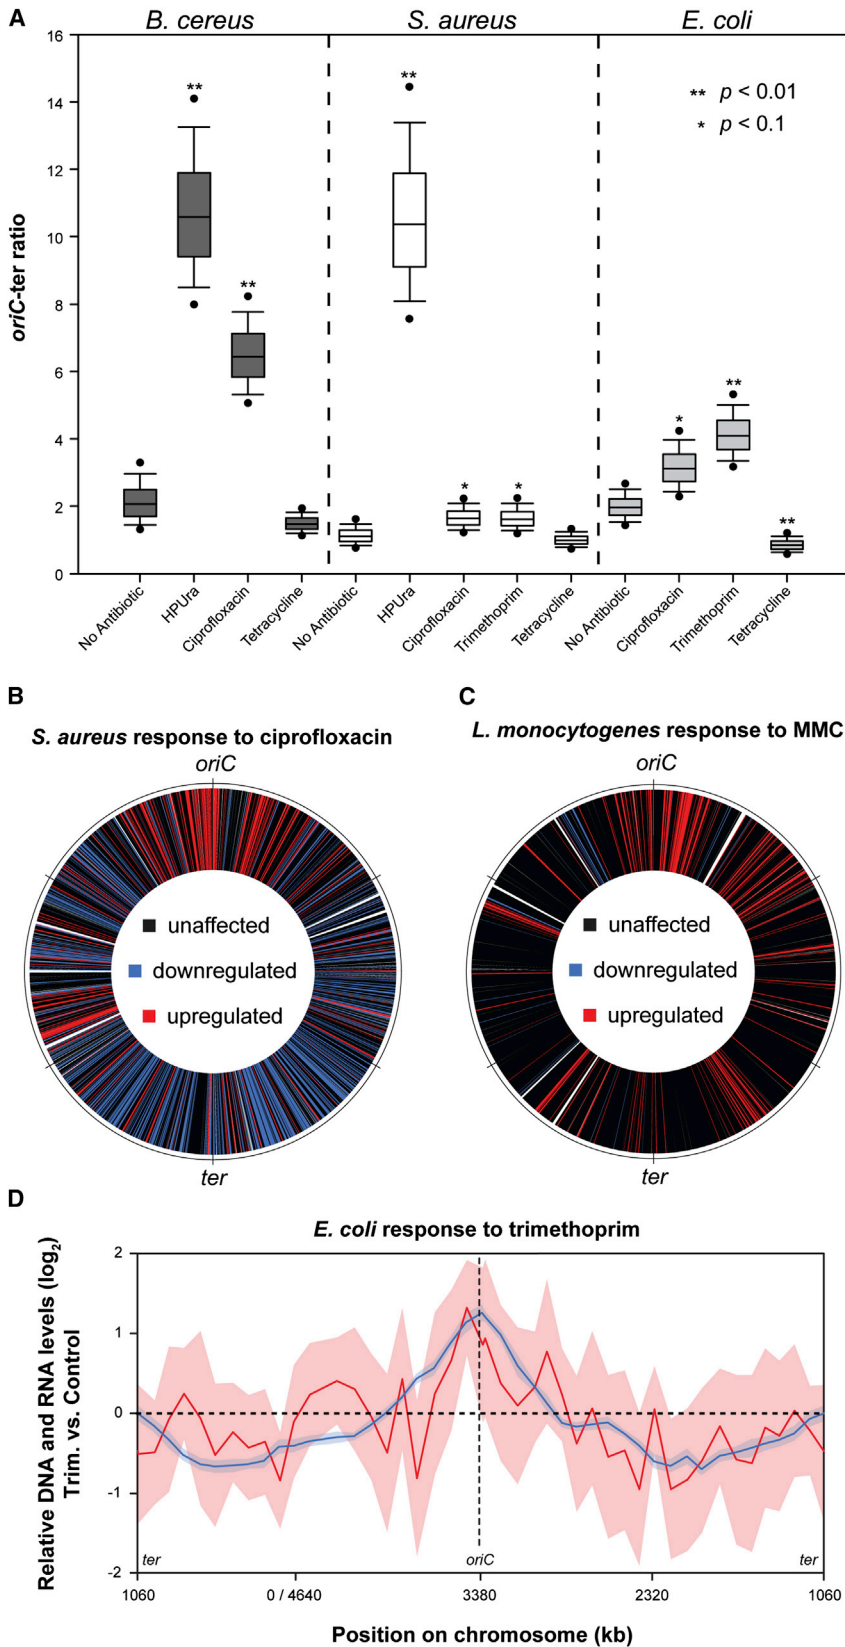 A
B. cereus
S. aureus
E. coli
** p < 0.01
* p < 0.1
oriC-ter ratio
16
14
12
10
8
6
4
2
0
**
**
**
*
*
*
**
**
No Antibiotic
HPUra
Ciprofloxacin
Tetracycline
No Antibiotic
HPUra
Ciprofloxacin
Trimethoprim
Tetracycline
No Antibiotic
Ciprofloxacin
Trimethoprim
Tetracycline
B
S. aureus response to ciprofloxacin
oriC
unaffected
downregulated
upregulated
ter
C
L. monocytogenes response to MMC
oriC
unaffected
downregulated
upregulated
ter
D
E. coli response to trimethoprim
Relative DNA and RNA levels (log2)
Trim. vs. Control
2
1
0
-1
-2
ter
oriC
ter
1060
0 / 4640
3380
2320
1060
Position on chromosome (kb)